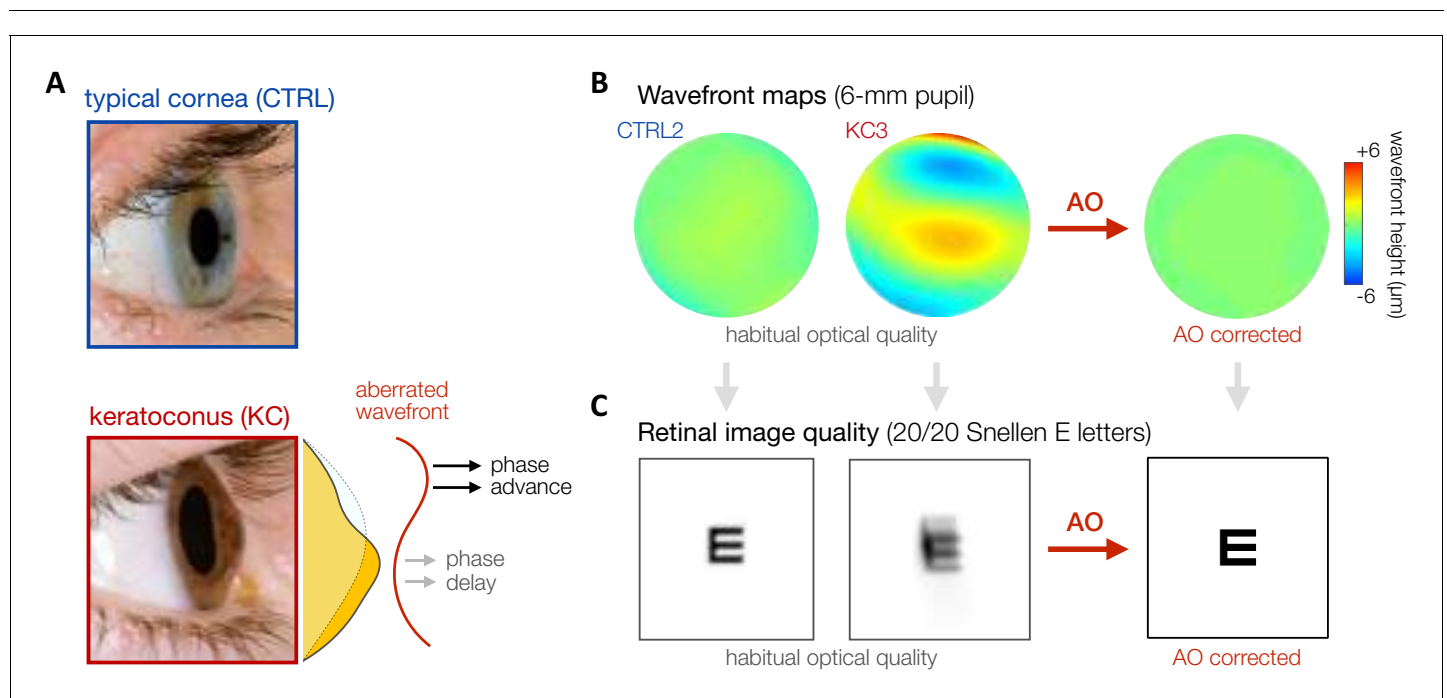 A
typical cornea (CTRL)
keratoconus (KC)
aberrated
wavefront
phase
advance
phase
delay
B
Wavefront maps (6-mm pupil)
CTRL2
KC3
AO
+6
-6
wavefront height (µm)
habitual optical quality
AO corrected
C
Retinal image quality (20/20 Snellen E letters)
E
E
AO
E
habitual optical quality
AO corrected